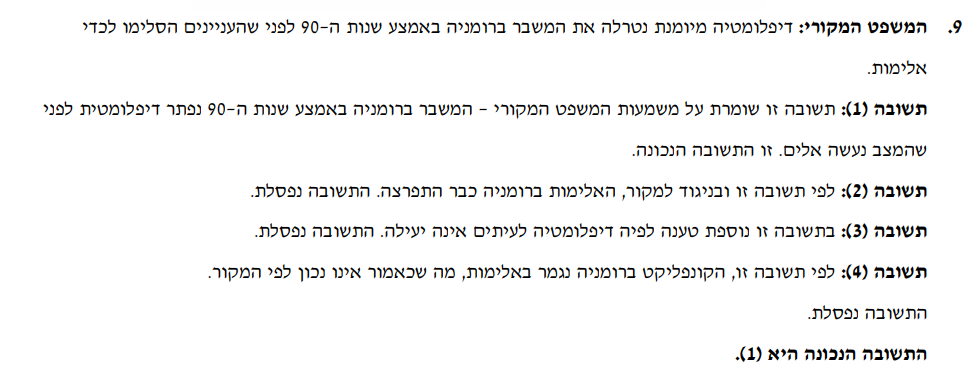 9. המשפט המקורי: דיפלומטיה מיומנת נטרלה את המשבר ברומניה באמצע שנות ה-90 לפני שהעניינים הסלימו לכדי
אלימות.
תשובה (1): תשובה זו שומרת על משמעות המשפט המקורי - המשבר ברומניה באמצע שנות ה-90 נפתר דיפלומטית לפני
שהמצב נעשה אלים. זו התשובה הנכונה.
תשובה (2): לפי תשובה זו ובניגוד למקור, האלימות ברומניה כבר התפרצה. התשובה נפסלת.
תשובה (3): בתשובה זו נוספת טענה לפיה דיפלומטיה לעיתים אינה יעילה. התשובה נפסלת.
תשובה (4): לפי תשובה זו, הקונפליקט ברומניה נגמר באלימות, מה שכאמור אינו נכון לפי המקור.
התשובה נפסלת.
התשובה הנכונה היא (1).